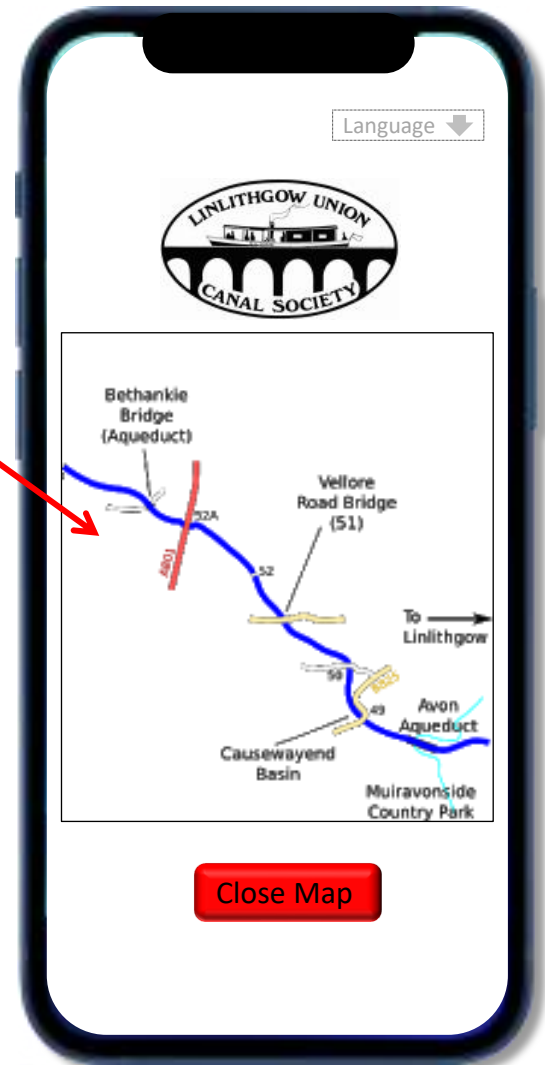 Language
LINLITHGOW UNION
CANAL SOCIETY
Bethankie
Bridge
(Aqueduct)
52A
Vellore
Road Bridge
(51)
52
To
Linlithgow
50
49
Avon
Aqueduct
Causewayend
Basin
Muiravonside
Country Park
Close Map